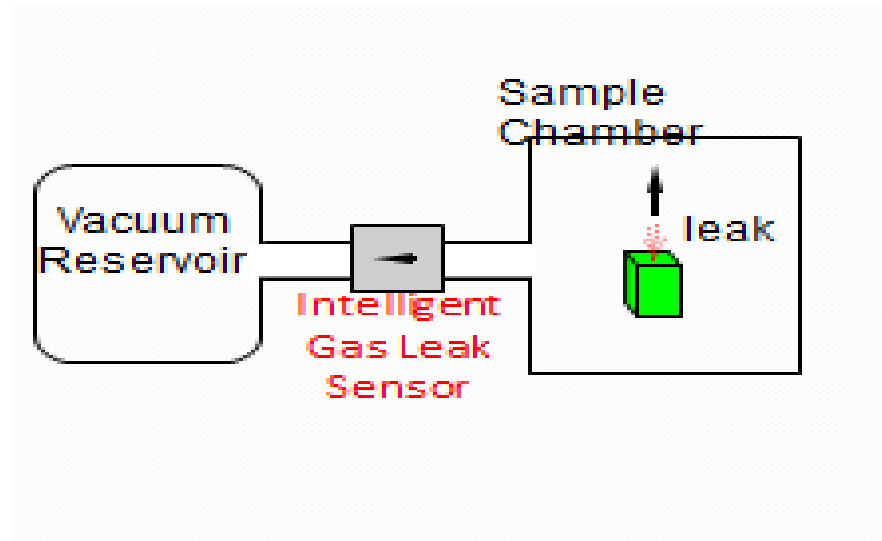 Sample
Chamber
leak
Vacuum
Reservoir
Intelligent
Gas Leak
Sensor